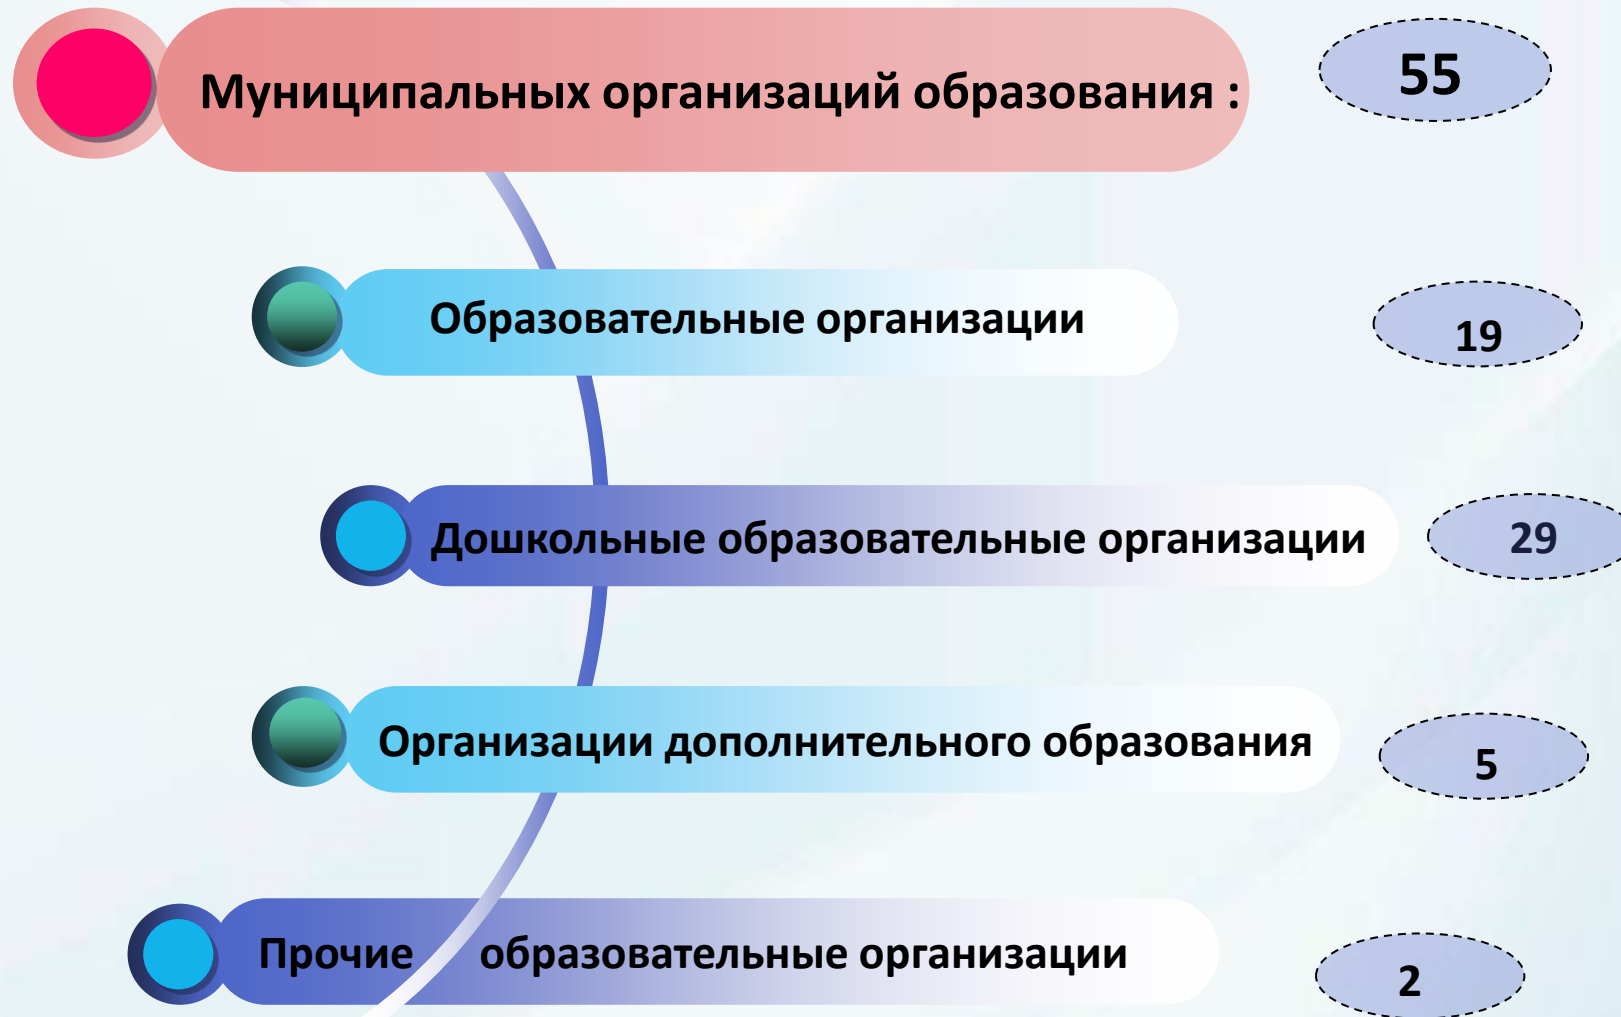 Муниципальных организаций образования : 55
Образовательные организации 19
Дошкольные образовательные организации 29
Организации дополнительного образования 5
Прочие образовательные организации 2